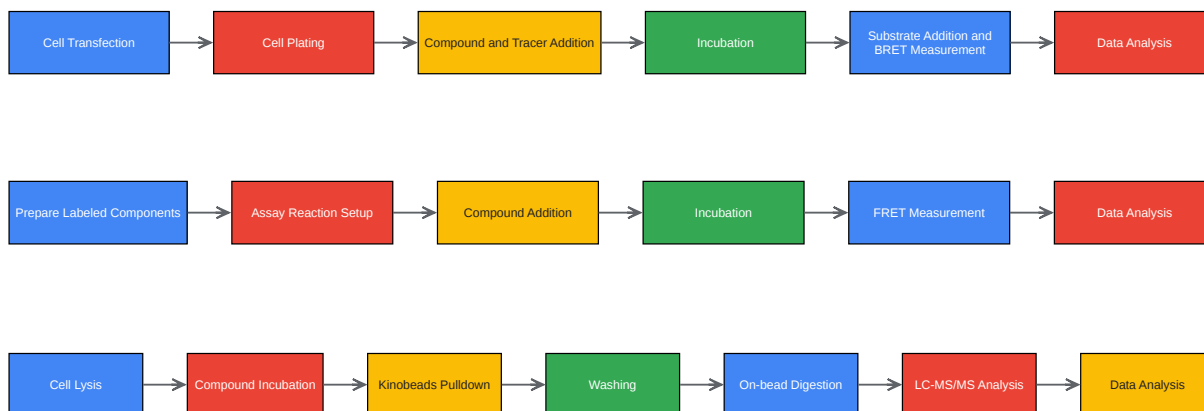 Cell Transfection
Cell Plating
Compound and Tracer Addition
Incubation
Substrate Addition and
BRET Measurement
Data Analysis
Prepare Labeled Components
Assay Reaction Setup
Compound Addition
Incubation
FRET Measurement
Data Analysis
Cell Lysis
Compound Incubation
Kinobeads Pulldown
Washing
On-bead Digestion
LC-MS/MS Analysis
Data Analysis